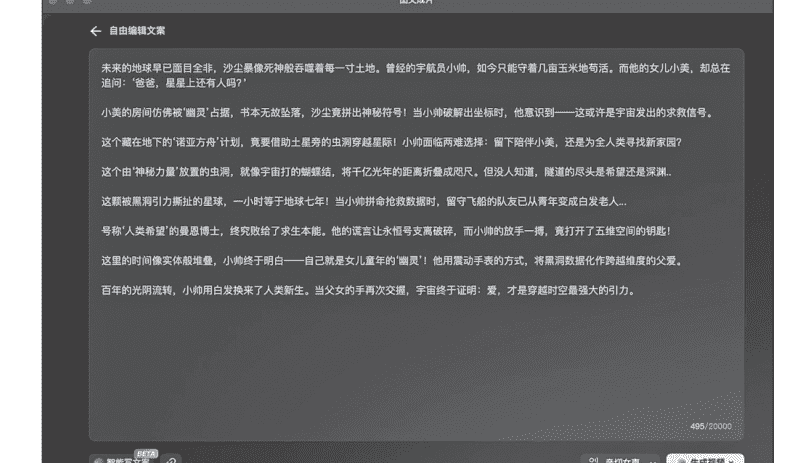 图文成片
自由编辑文案
未来的地球早已面目全非，沙尘暴像死神般吞噬着每一寸土地。曾经的宇航员小帅，如今只能守着几亩玉米地苟活。而他的女儿小美，却总在
追问：‘爸爸，星星上还有人吗？’
小美的房间仿佛被‘幽灵’占据，书本无故坠落，沙尘竟拼出神秘符号！当小帅破解出坐标时，他意识到——这或许是宇宙发出的求救信号。
这个藏在地下的‘诺亚方舟’计划，竟要借助土星旁的虫洞穿越星际！小帅面临两难选择：留下陪伴小美，还是为全人类寻找新家园？
这个由‘神秘力量’放置的虫洞，就像宇宙打的蝴蝶结，将千亿光年的距离折叠成咫尺。但没人知道，隧道的尽头是希望还是深渊..
这颗被黑洞引力撕扯的星球，一小时等于地球七年！当小帅拼命抢救数据时，留守飞船的队友已从青年变成白发老人...
号称‘人类希望’的曼恩博士，终究败给了求生本能。他的谎言让永恒号支离破碎，而小帅的放手一搏，竟打开了五维空间的钥匙！
这里的时间像实体般堆叠，小帅终于明白——自己就是女儿童年的‘幽灵’！他用震动手表的方式，将黑洞数据化作跨越维度的父爱。
百年的光阴流转，小帅用白发换来了人类新生。当父女的手再次交握，宇宙终于证明：爱，才是穿越时空最强大的引力。
495/20000
智能写文案 BETA
亲切女声
生成视频